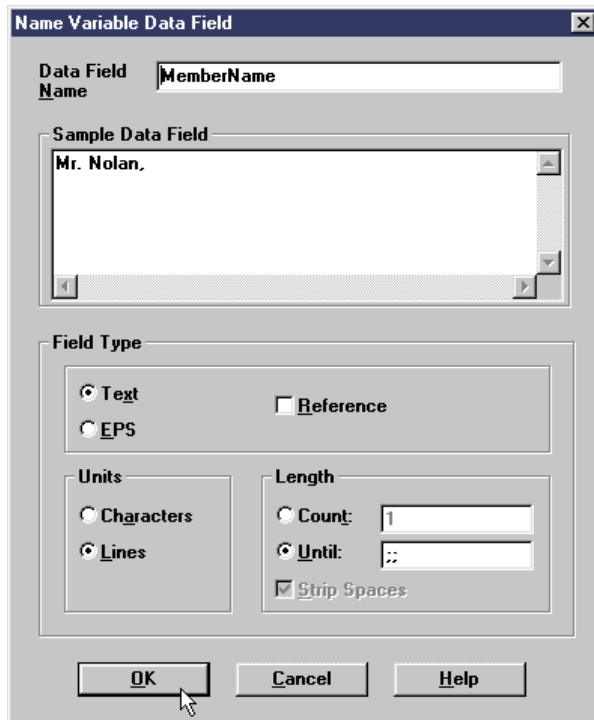 Name Variable Data Field
Data Field
Name
MemberName
Sample Data Field
Mr. Nolan,
Field Type
Text
Reference
EPS
Units
Length
Characters
Count:
1
Lines
Until:
;;
Strip Spaces
OK
Cancel
Help